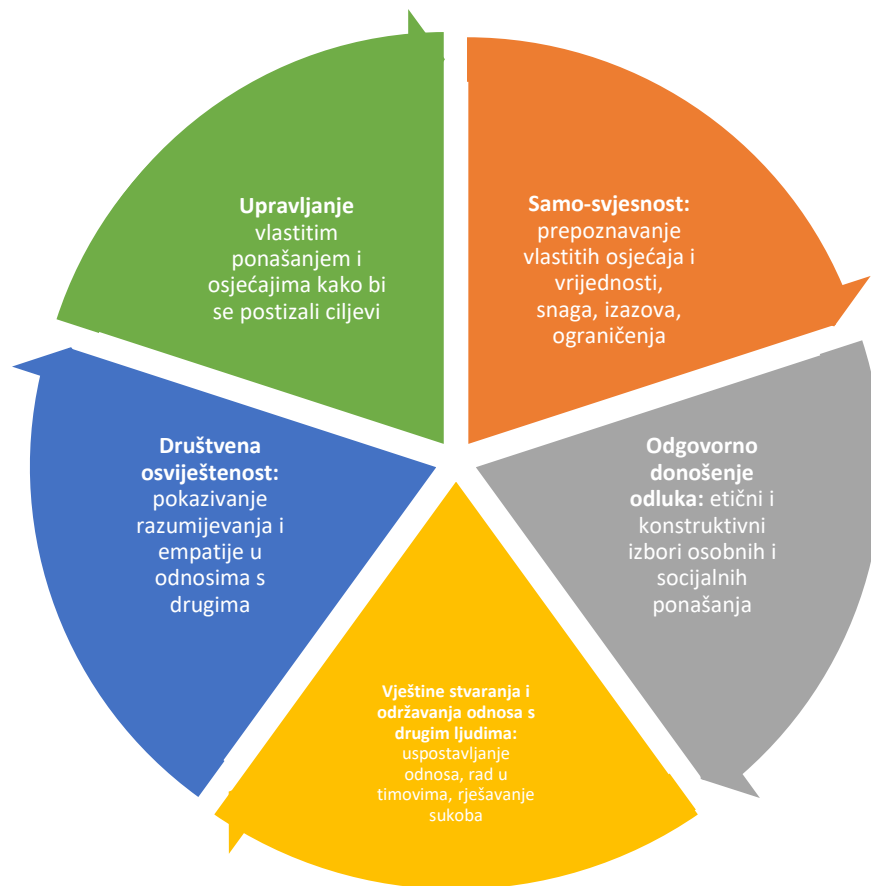 Upravljanje
vlastitim
ponašanjem i
osjećajima kako bi
se postizali ciljevi
Samo-svjesnost:
prepoznavanje
vlastitih osjećaja i
vrijednosti,
snaga, izazova,
ograničenja
Odgovorno
donošenje
odluka: etični i
konstruktivni
izbori osobnih i
socijalnih
ponašanja
Vještine stvaranja i
održavanja odnosa s
drugim ljudima:
uspostavljanje
odnosa, rad u
timovima, rješavanje
sukoba
Društvena
osviještenost:
pokazivanje
razumijevanja i
empatije u
odnosima s
drugima